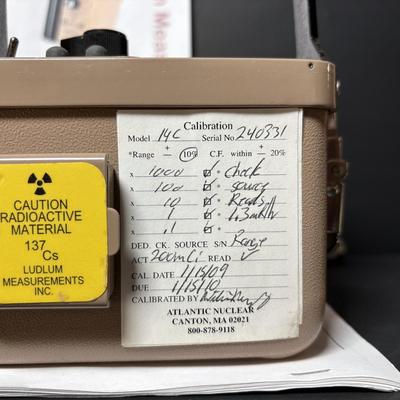 CAUTION
RADIOACTIVE
MATERIAL
137
Cs
LUDLUM
MEASUREMENTS
INC.
Calibration
Model 14C Serial No 240331
*Range + - 10% C.F. within + - 20%
x 1000 check
x 100 source
x 10 Reads
x 1 1.3mR/h
x .1
DED. CK. SOURCE S/N Range
ACT 200mCi READ ✓
CAL. DATE 1/15/09
DUE 1/15/10
CALIBRATED BY
ATLANTIC NUCLEAR
CANTON, MA 02021
800-878-9118